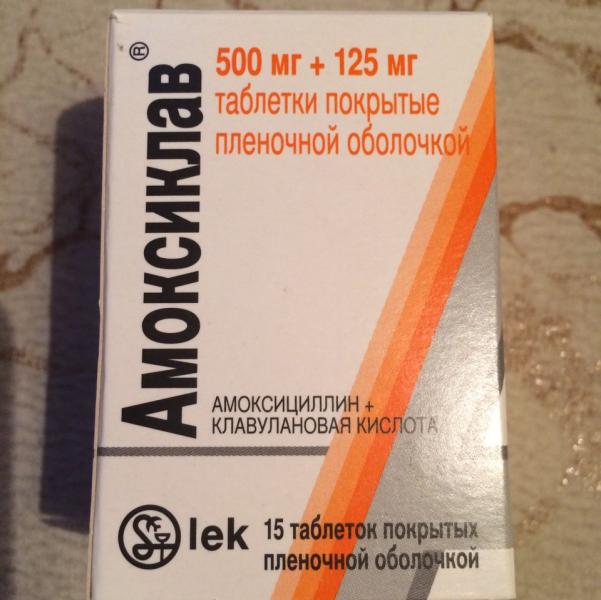 Амоксиклав®
500 мг + 125 мг
таблетки покрытые
пленочной оболочкой
АМОКСИЦИЛЛИН +
КЛАВУЛАНОВАЯ КИСЛОТА
lek
15 таблеток покрытых
пленочной оболочкой